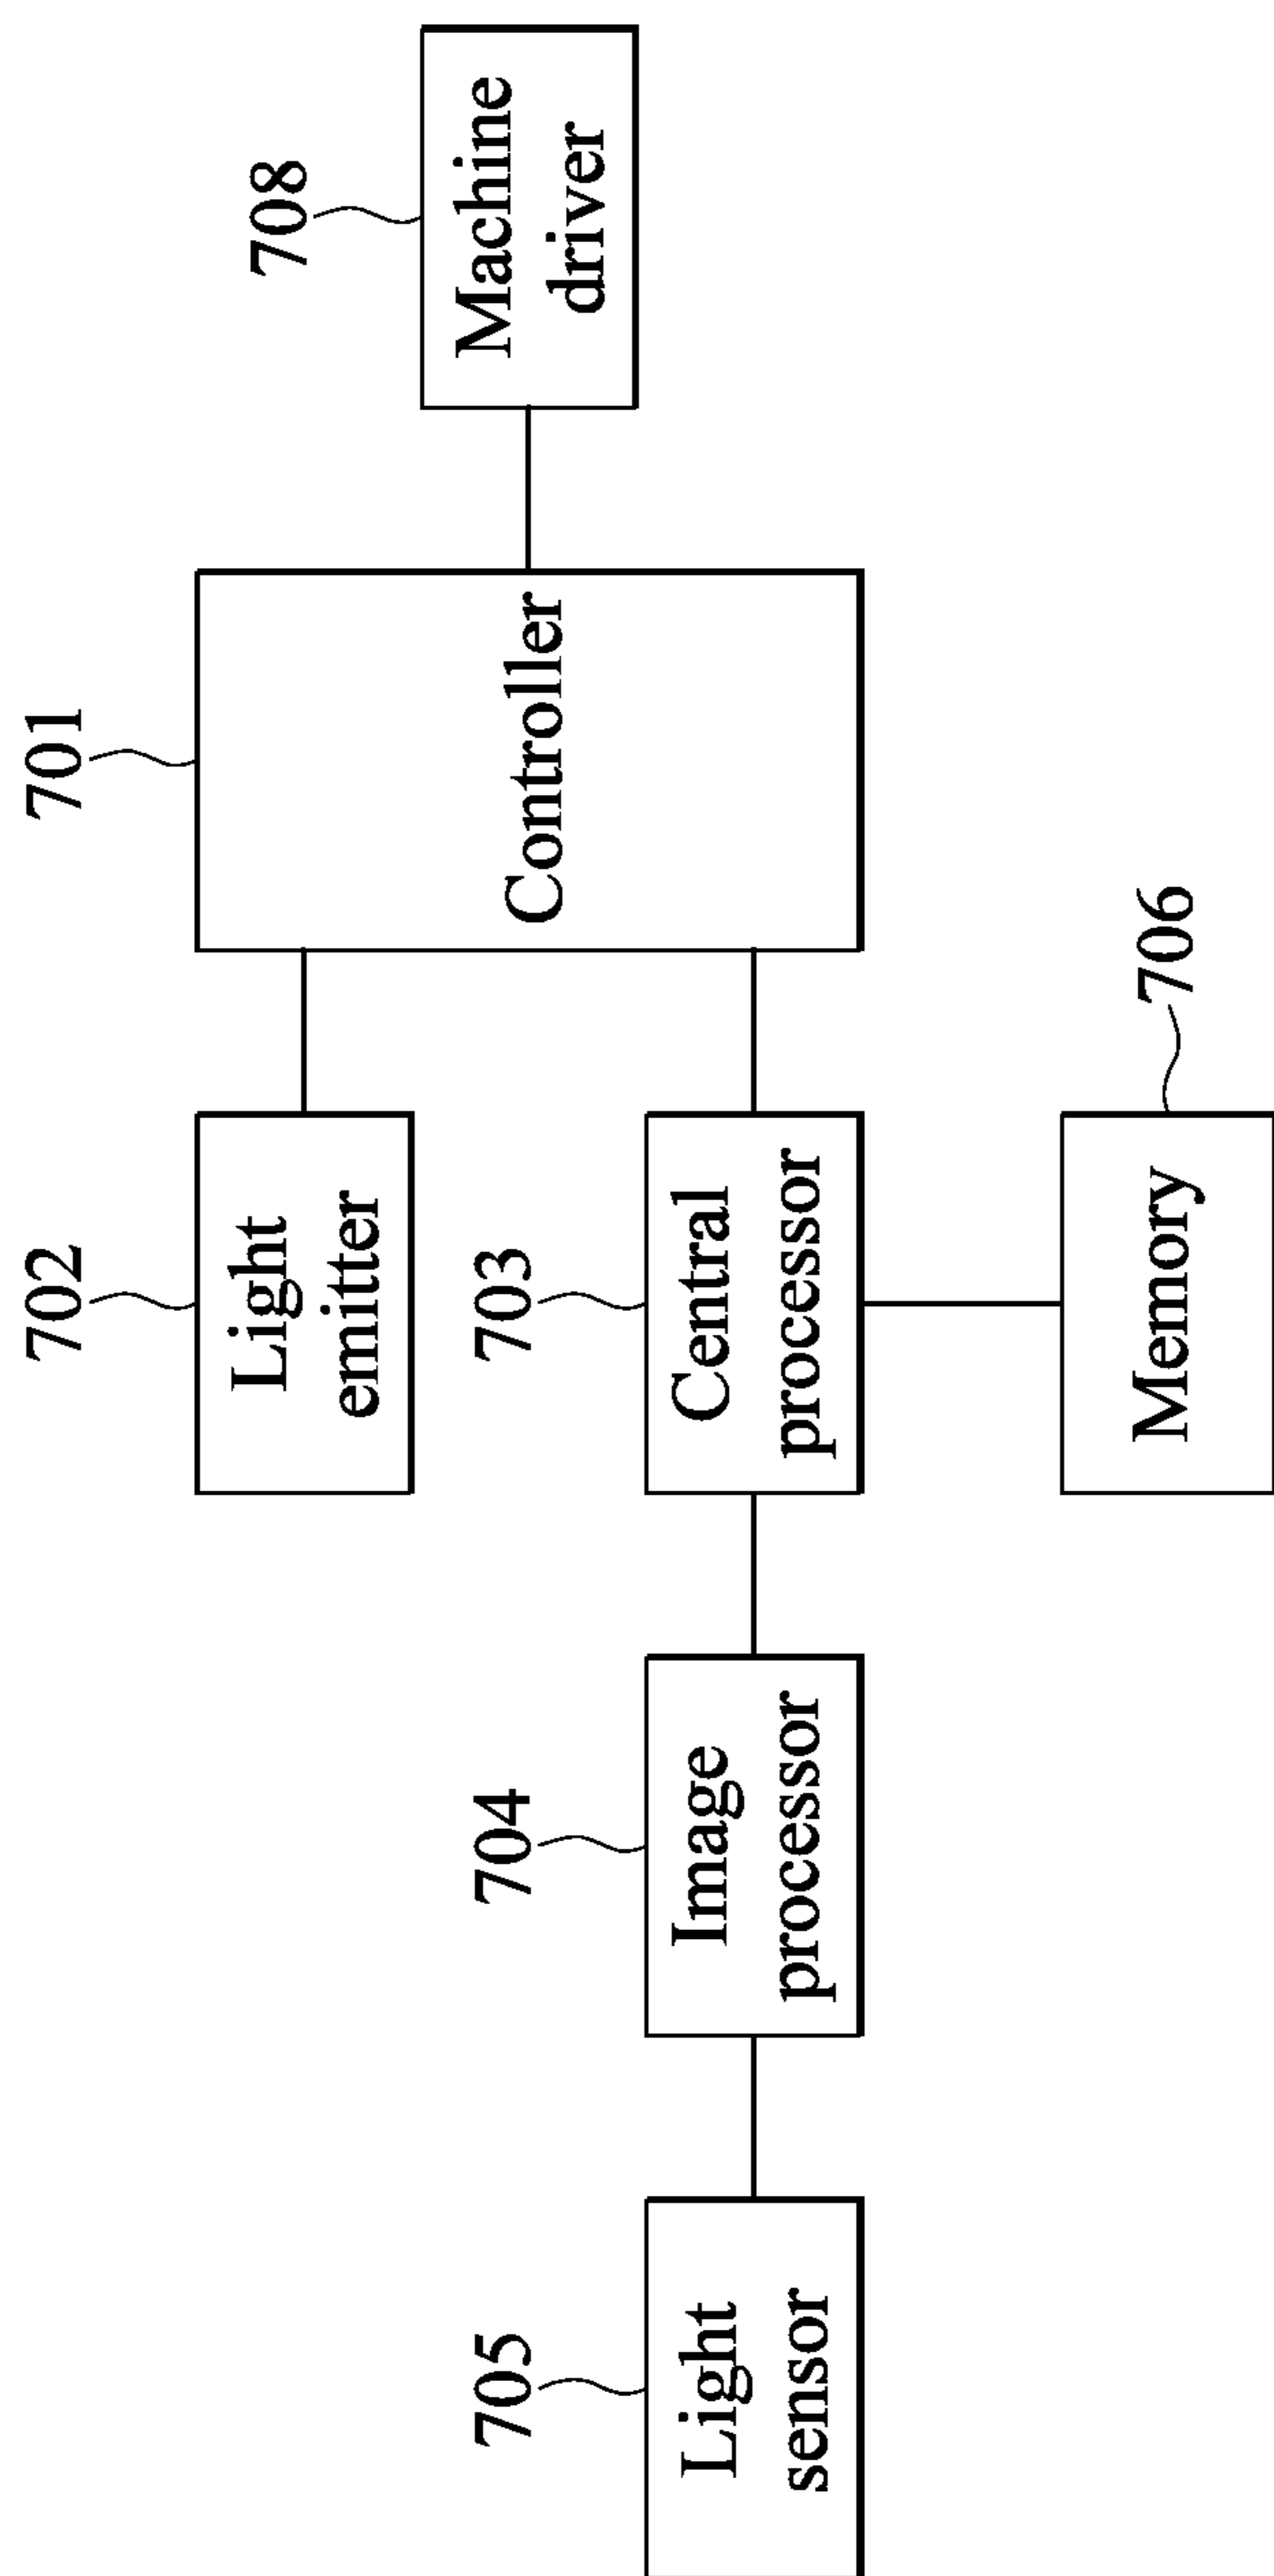 702
Light
emitter
701
705
Light
sensor
704
Image
processor
703
Central
processor
Controller
708
Machine
driver
Memory
706